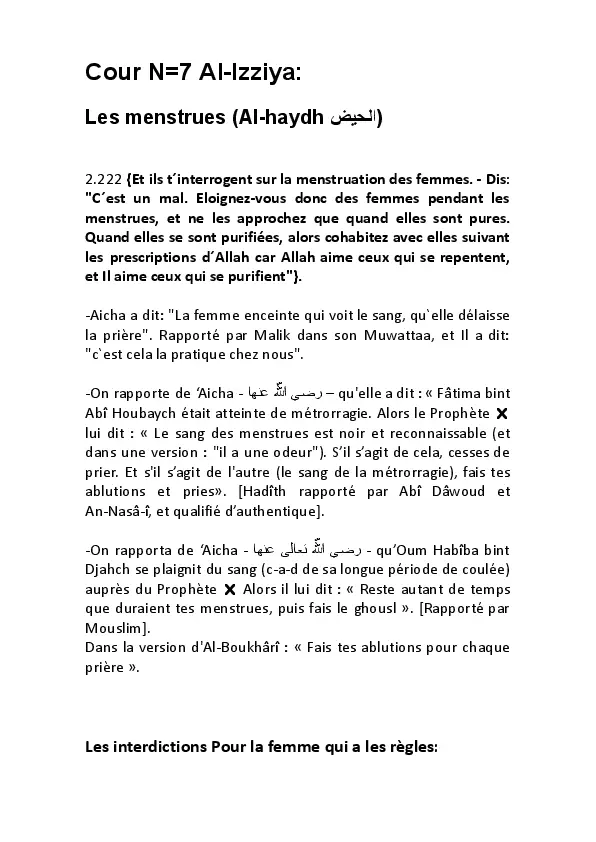 Cour N=7 Al-Izziya:
Les menstrues (Al-haydh الحيض)
2.222 {Et ils t´interrogent sur la menstruation des femmes. - Dis:
"C´est un mal. Eloignez-vous donc des femmes pendant les
menstrues, et ne les approchez que quand elles sont pures.
Quand elles se sont purifiées, alors cohabitez avec elles suivant
les prescriptions d´Allah car Allah aime ceux qui se repentent,
et Il aime ceux qui se purifient"}.
-Aicha a dit: "La femme enceinte qui voit le sang, qu`elle délaisse
la prière". Rapporté par Malik dans son Muwattaa, et Il a dit:
"c`est cela la pratique chez nous".
-On rapporte de ‘Aicha - رضي الله عنها – qu'elle a dit : « Fâtima bint
Abî Houbaych était atteinte de métrorragie. Alors le Prophète ✗
lui dit : « Le sang des menstrues est noir et reconnaissable (et
dans une version : "il a une odeur"). S’il s’agit de cela, cesses de
prier. Et s'il s’agit de l'autre (le sang de la métrorragie), fais tes
ablutions et pries». [Hadîth rapporté par Abî Dâwoud et
An-Nasâ-î, et qualifié d’authentique].
-On rapporta de ‘Aicha - رضي الله تعالى عنها - qu’Oum Habîba bint
Djahch se plaignit du sang (c-a-d de sa longue période de coulée)
auprès du Prophète ✗ Alors il lui dit : « Reste autant de temps
que duraient tes menstrues, puis fais le ghousl ». [Rapporté par
Mouslim].
Dans la version d'Al-Boukhârî : « Fais tes ablutions pour chaque
prière ».
Les interdictions Pour la femme qui a les règles: